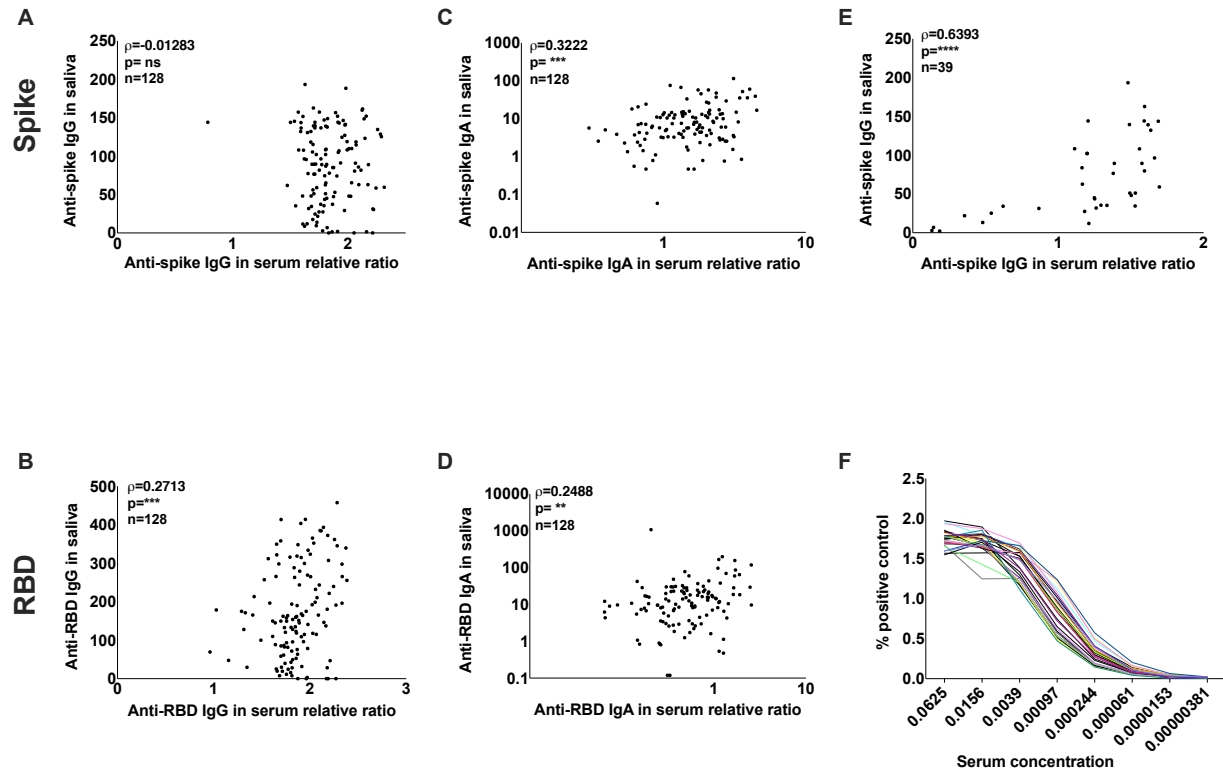 A
Spike
Anti-spike IgG in saliva
250
200
150
100
50
0
ρ=-0.01283
p= ns
n=128
0
1
2
Anti-spike IgG in serum relative ratio
C
Anti-spike IgA in saliva
1000
100
10
1
0.1
0.01
ρ=0.3222
p= ***
n=128
1
10
Anti-spike IgA in serum relative ratio
E
Anti-spike IgG in saliva
250
200
150
100
50
0
ρ=0.6393
p=****
n=39
0
1
2
Anti-spike IgG in serum relative ratio
B
RBD
Anti-RBD IgG in saliva
500
400
300
200
100
0
ρ=0.2713
p=***
n=128
0
1
2
3
Anti-RBD IgG in serum relative ratio
D
Anti-RBD IgA in saliva
10000
1000
100
10
1
0.1
ρ=0.2488
p= **
n=128
1
10
Anti-RBD IgA in serum relative ratio
F
% positive control
2.5
2.0
1.5
1.0
0.5
0.0
0.0625
0.0156
0.0039
0.00097
0.000244
0.000061
0.0000153
0.00000381
Serum concentration